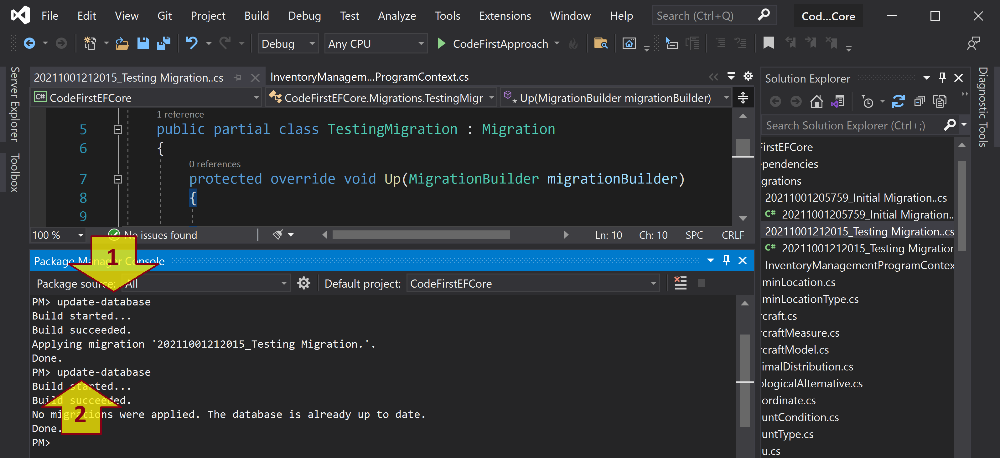 File Edit View Git Project Build Debug Test Analyze Tools Extensions Window Help Search (Ctrl+Q) Cod...Core
Debug Any CPU CodeFirstApproach
Server Explorer
Toolbox
20211001212015_Testing Migration..cs InventoryManagem...ProgramContext.cs
C# CodeFirstEFCore CodeFirstEFCore.Migrations.TestingMigr Up(MigrationBuilder migrationBuilder)
1 reference
5 public partial class TestingMigration : Migration
6 {
0 references
7 protected override void Up(MigrationBuilder migrationBuilder)
8 {
9
100 % No issues found Ln: 10 Ch: 10 SPC CRLF
1
Package Manager Console
Package source: All Default project: CodeFirstEFCore
PM> update-database
Build started...
Build succeeded.
Applying migration '20211001212015_Testing Migration.'.
Done.
PM> update-database
Build started...
Build succeeded.
No migrations were applied. The database is already up to date.
Done.
PM>
2
Solution Explorer
Search Solution Explorer (Ctrl+;)
irstEFCore
pendencies
grations
20211001205759_Initial Migration..cs
C# 20211001205759_Initial Migration..
20211001212015_Testing Migration..cs
C# 20211001212015_Testing Migration
InventoryManagementProgramContex
minLocation.cs
minLocationType.cs
rcraft.cs
rcraftMeasure.cs
rcraftModel.cs
imalDistribution.cs
ologicalAlternative.cs
ordinate.cs
untCondition.cs
untType.cs
u.cs
Diagnostic Tools